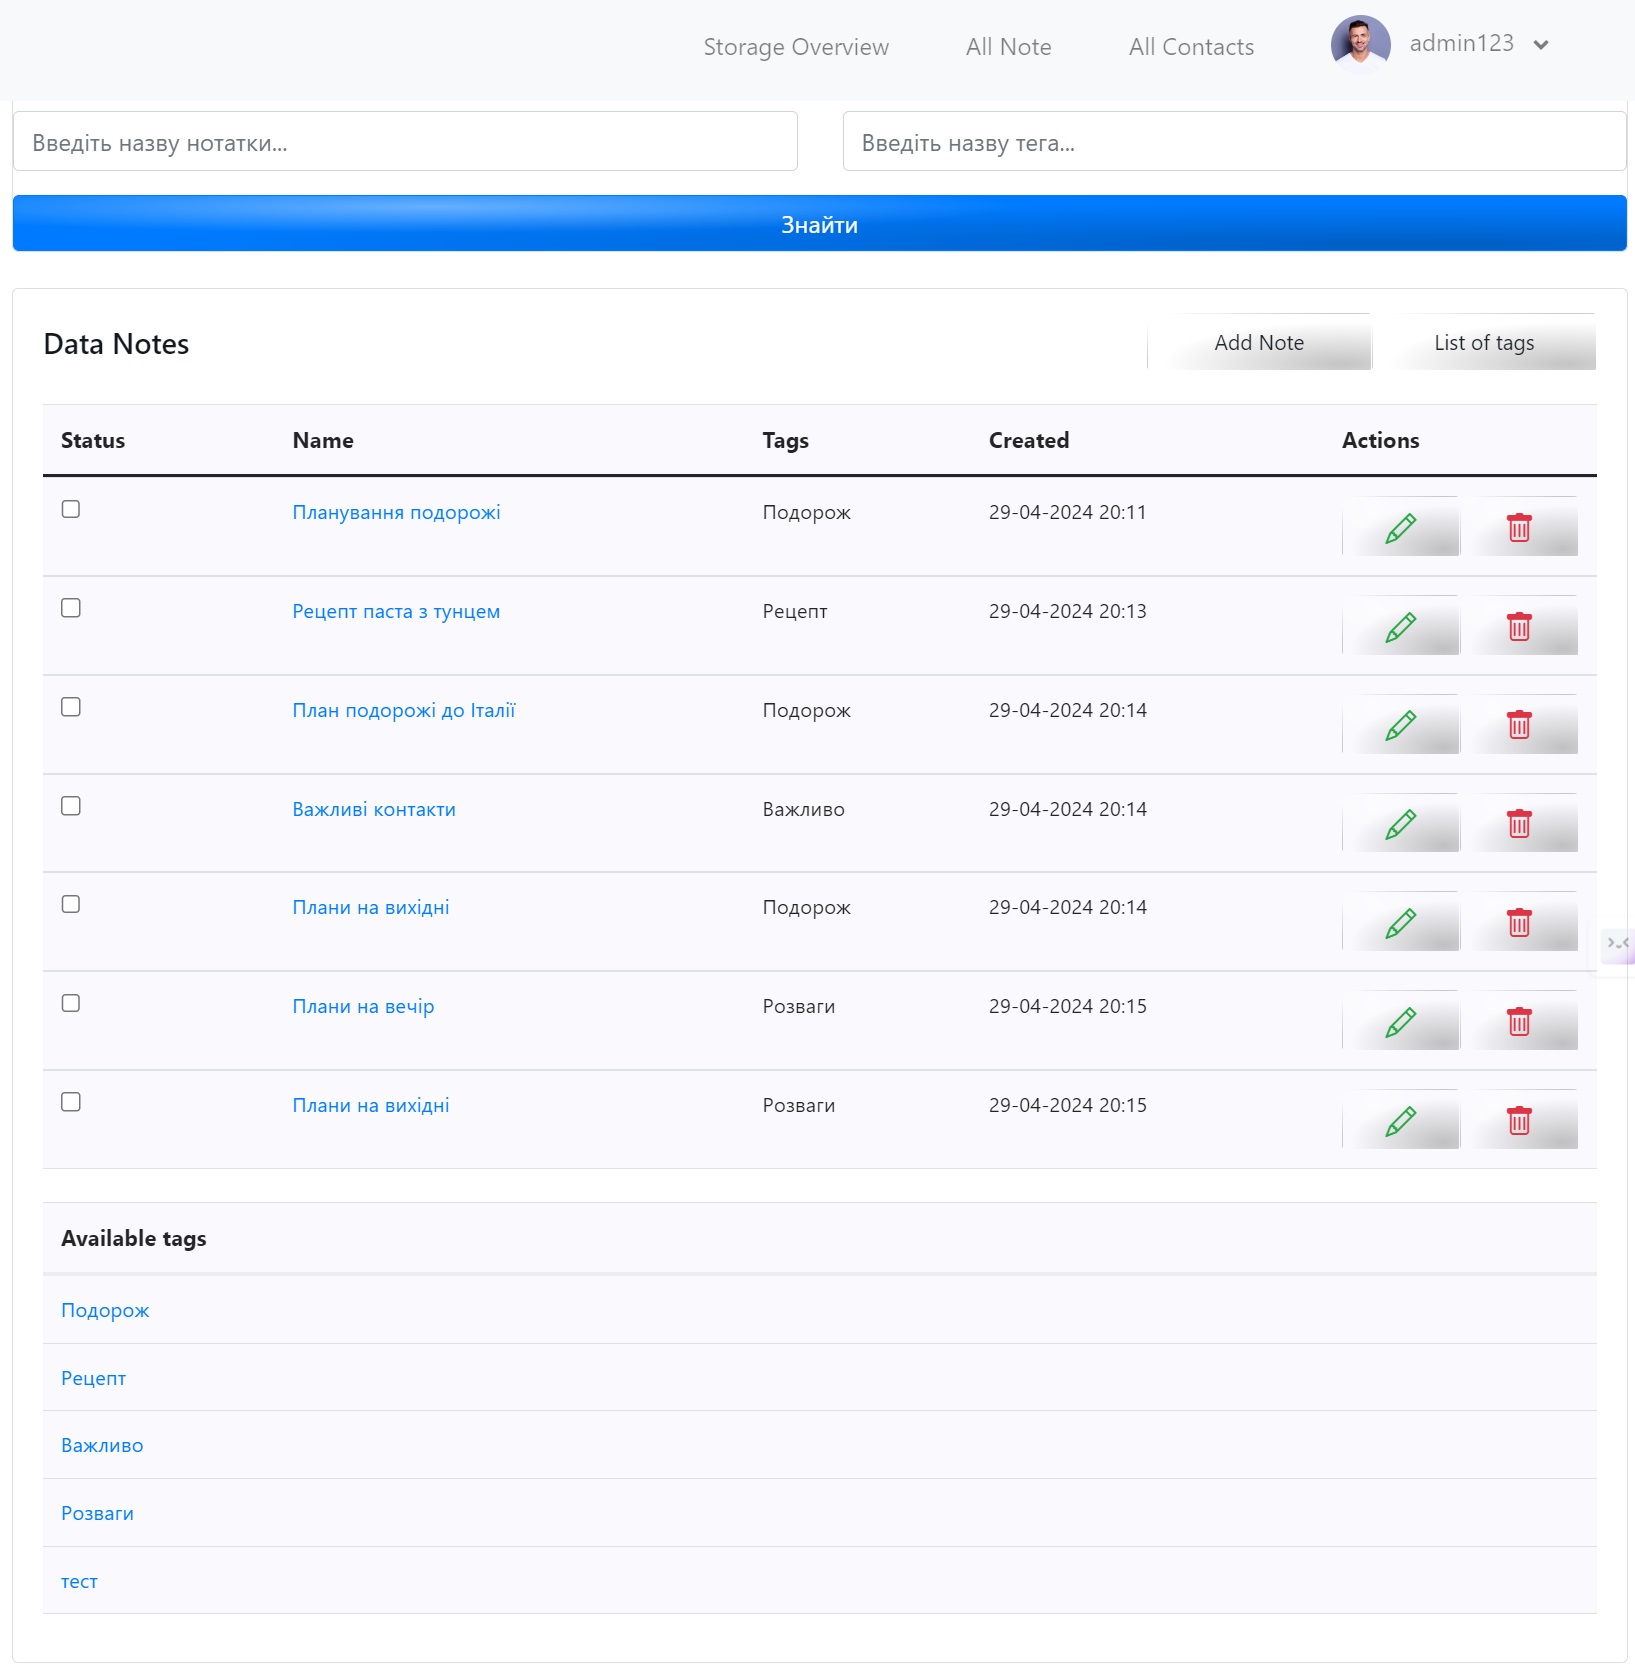 Storage Overview All Note All Contacts admin123
Введіть назву нотатки... Введіть назву тега...
Знайти
Data Notes Add Note List of tags
Status Name Tags Created Actions
Планування подорожі Подорож 29-04-2024 20:11
Рецепт паста з тунцем Рецепт 29-04-2024 20:13
План подорожі до Італії Подорож 29-04-2024 20:14
Важливі контакти Важливо 29-04-2024 20:14
Плани на вихідні Подорож 29-04-2024 20:14
Плани на вечір Розваги 29-04-2024 20:15
Плани на вихідні Розваги 29-04-2024 20:15
Available tags
Подорож
Рецепт
Важливо
Розваги
тест